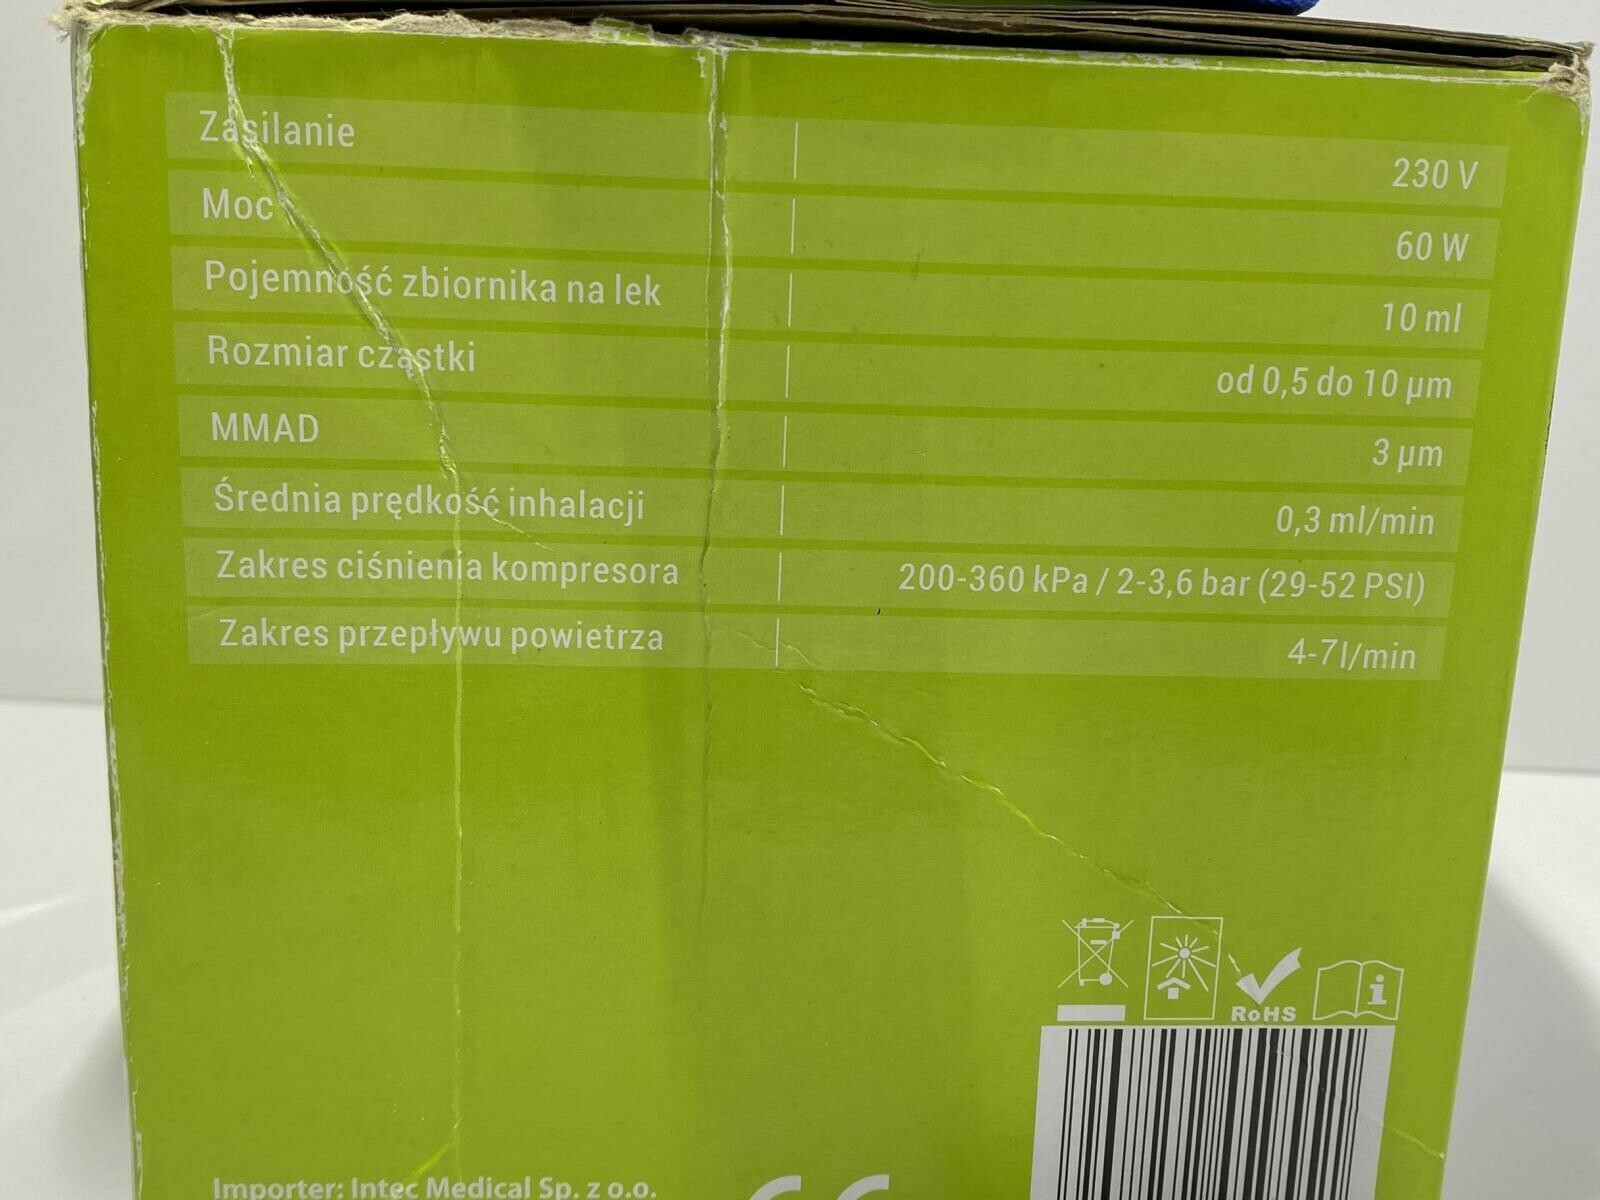 Zasilanie 230 V
Moc 60 W
Pojemność zbiornika na lek 10 ml
Rozmiar cząstki od 0,5 do 10 µm
MMAD 3 µm
Średnia prędkość inhalacji 0,3 ml/min
Zakres ciśnienia kompresora 200-360 kPa / 2-3,6 bar (29-52 PSI)
Zakres przepływu powietrza 4-7l/min
RoHS
Importer: Intec Medical Sp. z o.o.
CE